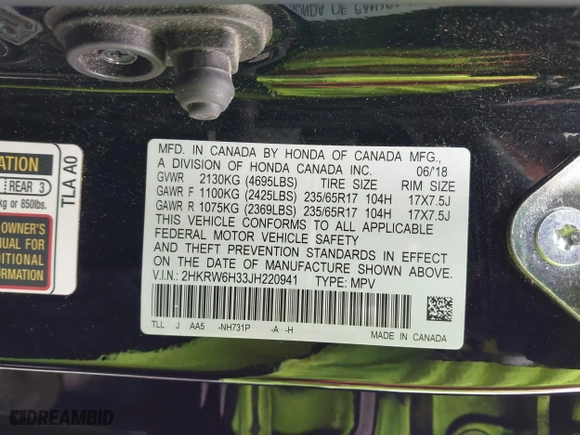 MFD. IN CANADA BY HONDA OF CANADA MFG.,
A DIVISION OF HONDA CANADA INC. 06/'18
GVWR 2130KG (4695LBS) TIRE SIZE RIM SIZE
GAWR F 1100KG (2425LBS) 235/65R17 104H 17X7.5J
GAWR R 1075KG (2369LBS) 235/65R17 104H 17X7.5J
THIS VEHICLE CONFORMS TO ALL APPLICABLE
FEDERAL MOTOR VEHICLE SAFETY
AND THEFT PREVENTION STANDARDS IN EFFECT
ON THE DATE OF MANUFACTURE SHOWN ABOVE.
V.I.N.: 2HKRW6H33JH220941 TYPE: MPV
TLL J AA5 -NH731P -A -H
MADE IN CANADA
REAR 3
kg or 850lbs.
OWNER'S
FOR
TLA A0
DREAMBID